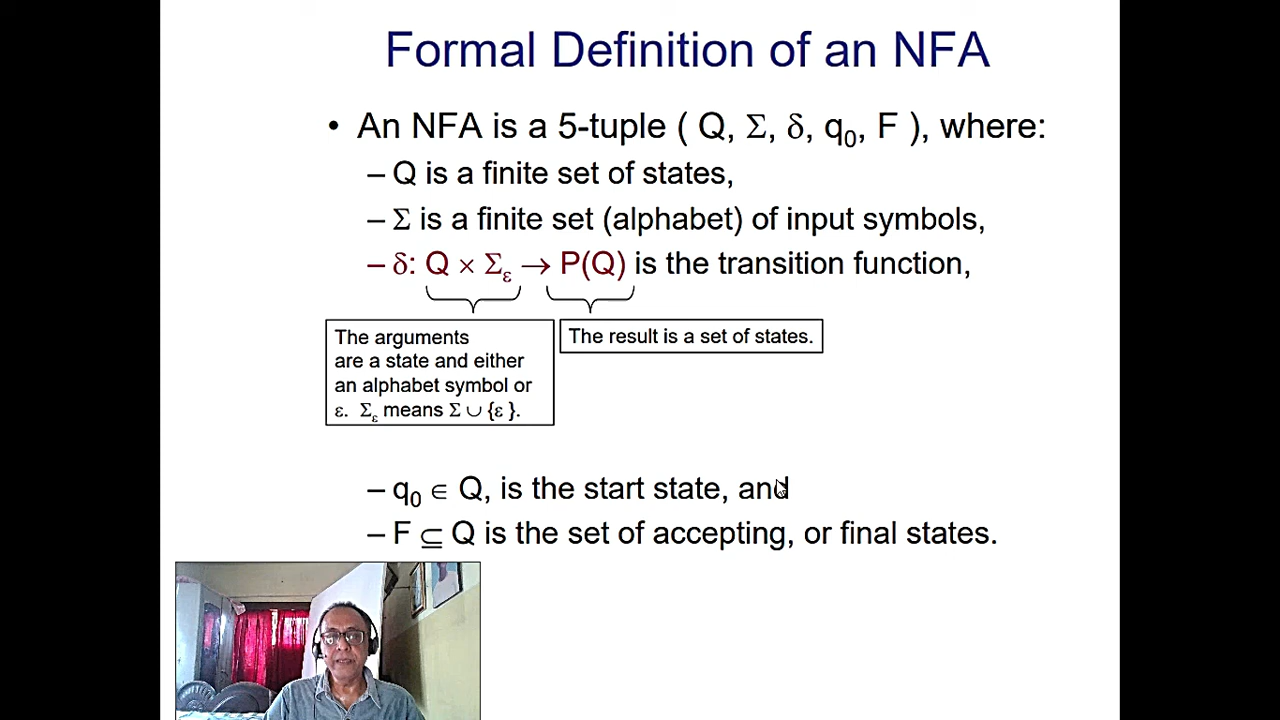 Formal Definition of an NFA
• An NFA is a 5-tuple ( Q, Σ, δ, q₀, F ), where:
– Q is a finite set of states,
– Σ is a finite set (alphabet) of input symbols,
– δ: Q × Σ_ε → P(Q) is the transition function,
The arguments
are a state and either
an alphabet symbol or
ε. Σ_ε means Σ ∪ {ε }.
The result is a set of states.
– q₀ ∈ Q, is the start state, and
– F ⊆ Q is the set of accepting, or final states.